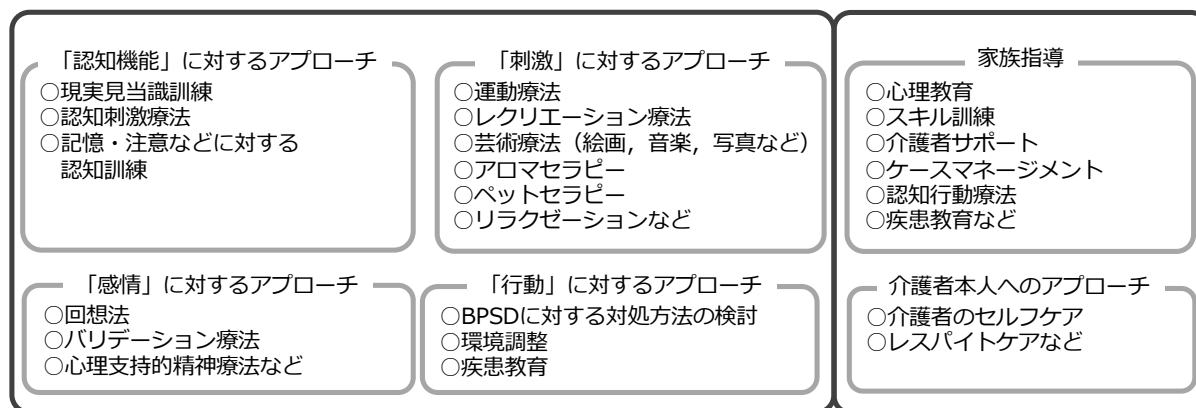 「認知機能」に対するアプローチ
○現実見当識訓練
○認知刺激療法
○記憶・注意などに対する
認知訓練
「刺激」に対するアプローチ
○運動療法
○レクリエーション療法
○芸術療法（絵画，音楽，写真など）
○アロマセラピー
○ペットセラピー
○リラクゼーションなど
「感情」に対するアプローチ
○回想法
○バリデーション療法
○心理支持的精神療法など
「行動」に対するアプローチ
○BPSDに対する対処方法の検討
○環境調整
○疾患教育
家族指導
○心理教育
○スキル訓練
○介護者サポート
○ケースマネージメント
○認知行動療法
○疾患教育など
介護者本人へのアプローチ
○介護者のセルフケア
○レスパイトケアなど